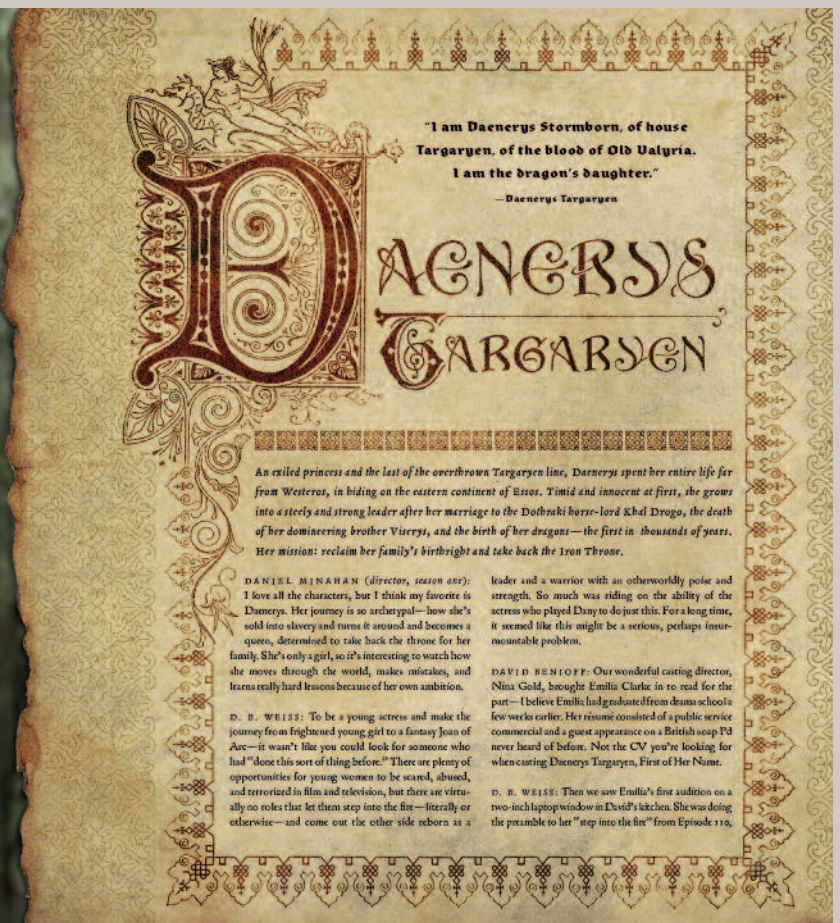 "I am Daenerys Stormborn, of house
Targaryen, of the blood of Old Valyria.
I am the dragon's daughter."
—Daenerys Targaryen
DAENERYS
TARGARYEN
An exiled princess and the last of the overthrown Targaryen line, Daenerys spent her entire life far
from Westeros, in hiding on the eastern continent of Essos. Timid and innocent at first, she grows
into a steely and strong leader after her marriage to the Dothraki horse-lord Khal Drogo, the death
of her domineering brother Viserys, and the birth of her dragons—the first in thousands of years.
Her mission: reclaim her family's birthright and take back the Iron Throne.
DANIEL MINAHAN (director, season one):
I love all the characters, but I think my favorite is
Daenerys. Her journey is so archetypal—how she's
sold into slavery and turns it around and becomes a
queen, determined to take back the throne for her
family. She's only a girl, so it's interesting to watch how
she moves through the world, makes mistakes, and
learns really hard lessons because of her own ambition.
D. B. WEISS: To be a young actress and make the
journey from frightened young girl to a fantasy Joan of
Arc—it wasn't like you could look for someone who
had "done this sort of thing before." There are plenty of
opportunities for young women to be scared, abused,
and terrorized in film and television, but there are virtu-
ally no roles that let them step into the fire—literally or
otherwise—and come out the other side reborn as a
leader and a warrior with an otherworldly poise and
strength. So much was riding on the ability of the
actress who played Dany to do just this. For a long time,
it seemed like this might be a serious, perhaps insur-
mountable problem.
DAVID BENIOFF: Our wonderful casting director,
Nina Gold, brought Emilia Clarke in to read for the
part—I believe Emilia had graduated from drama school a
few weeks earlier. Her résumé consisted of a public service
commercial and a guest appearance on a British soap I'd
never heard of before. Not the CV you're looking for
when casting Daenerys Targaryen, First of Her Name.
D. B. WEISS: Then we saw Emilia's first audition on a
two-inch laptop window in David's kitchen. She was doing
the preamble to her "step into the fire" from Episode 110,